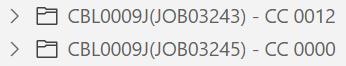 CBL0009J(JOB03243) - CC 0012
CBL0009J(JOB03245) - CC 0000